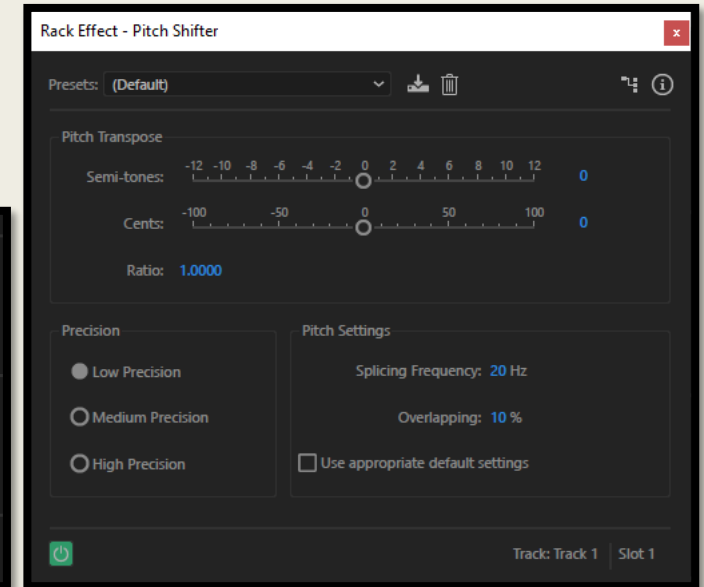 Rack Effect - Pitch Shifter
x
Presets: (Default)
Pitch Transpose
-12 -10 -8 -6 -4 -2 0 2 4 6 8 10 12
Semi-tones: 0
-100 -50 0 50 100
Cents: 0
Ratio: 1.0000
Precision
Low Precision
Medium Precision
High Precision
Pitch Settings
Splicing Frequency: 20 Hz
Overlapping: 10 %
Use appropriate default settings
Track: Track 1 Slot 1